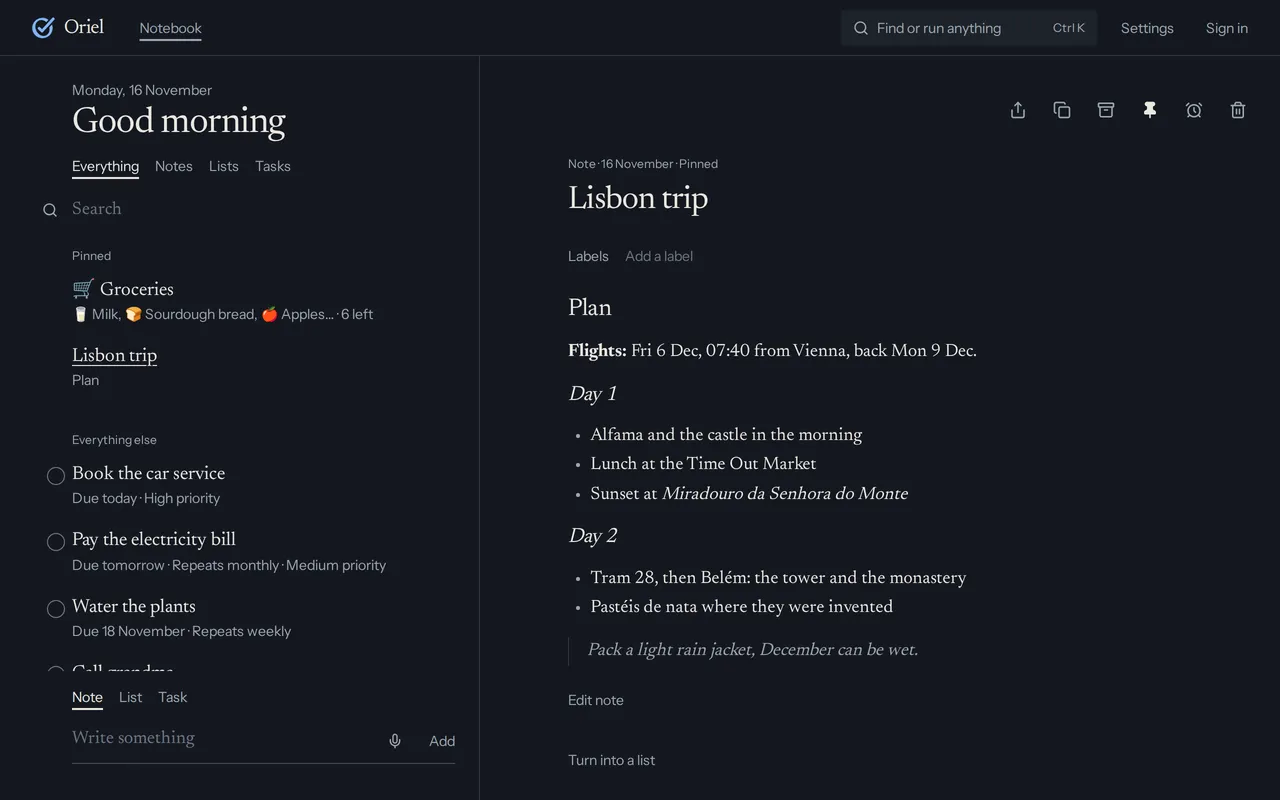 Oriel
Notebook
Find or run anything
Ctrl K
Settings
Sign in
Monday, 16 November
Good morning
Everything
Notes
Lists
Tasks
Search
Pinned
🛒 Groceries
🥛 Milk, 🍞 Sourdough bread, 🍎 Apples… · 6 left
Lisbon trip
Plan
Everything else
Book the car service
Due today · High priority
Pay the electricity bill
Due tomorrow · Repeats monthly · Medium priority
Water the plants
Due 18 November · Repeats weekly
Call grandma
Note
List
Task
Write something
Add
Note · 16 November · Pinned
Lisbon trip
Labels
Add a label
Plan
Flights: Fri 6 Dec, 07:40 from Vienna, back Mon 9 Dec.
Day 1
• Alfama and the castle in the morning
• Lunch at the Time Out Market
• Sunset at Miradouro da Senhora do Monte
Day 2
• Tram 28, then Belém: the tower and the monastery
• Pastéis de nata where they were invented
Pack a light rain jacket, December can be wet.
Edit note
Turn into a list